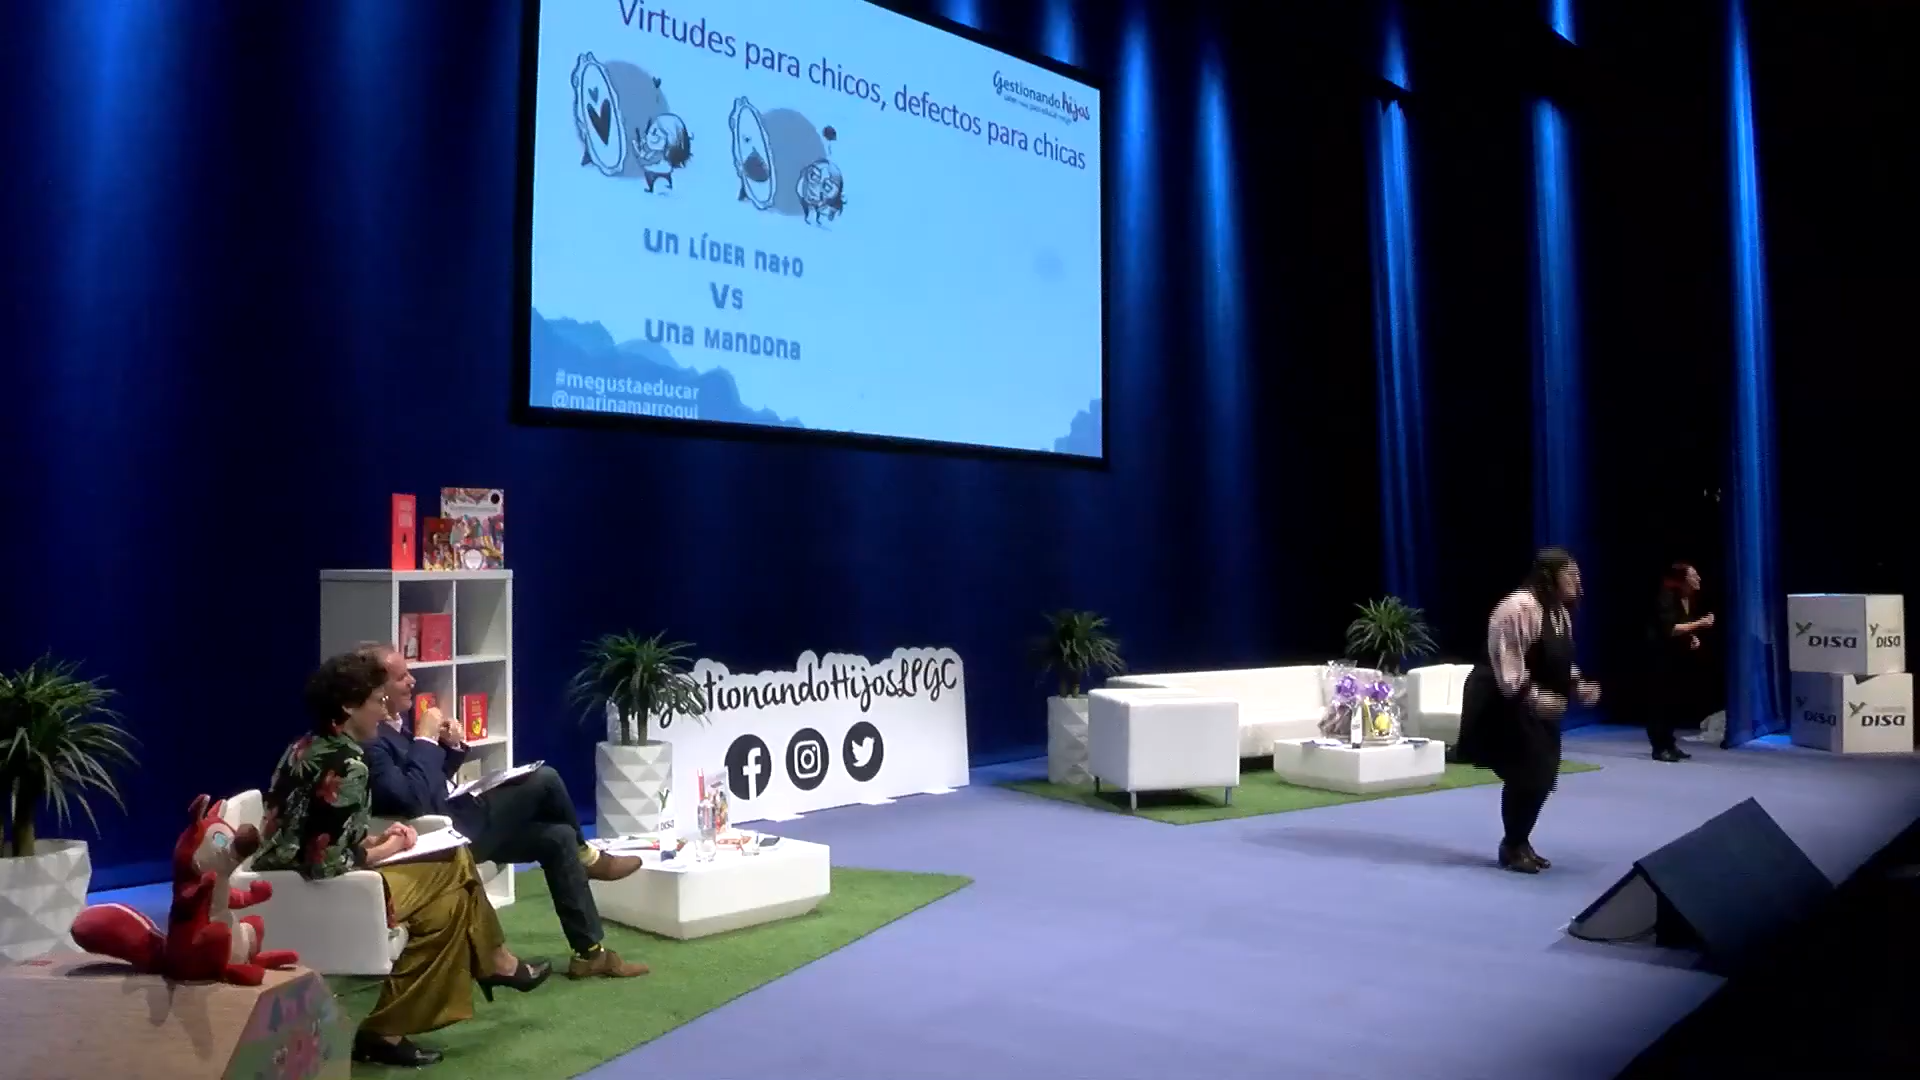 Virtudes para chicos, defectos para chicas
gestionando hijos
Un LÍDER nato
Vs
Una MANDONA
#megustaeducar
@marinamarroqui
gestionandoHijosLPGC
DISA
DISA
DISA
DISA
DISA